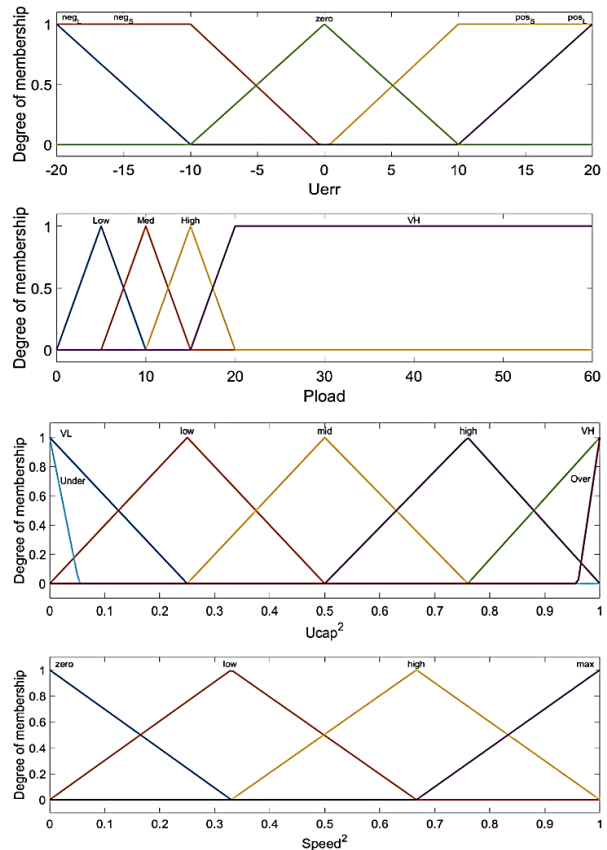 neg_L neg_S zero pos_S pos_L
1
0.5
0
Degree of membership
-20 -15 -10 -5 0 5 10 15 20
Uerr
Low Med High VH
1
0.5
0
Degree of membership
0 10 20 30 40 50 60
Pload
VL low mid high VH
Under Over
1
0.8
0.6
0.4
0.2
0
Degree of membership
0 0.1 0.2 0.3 0.4 0.5 0.6 0.7 0.8 0.9 1
Ucap²
zero low high max
1
0.8
0.6
0.4
0.2
0
Degree of membership
0 0.1 0.2 0.3 0.4 0.5 0.6 0.7 0.8 0.9 1
Speed²